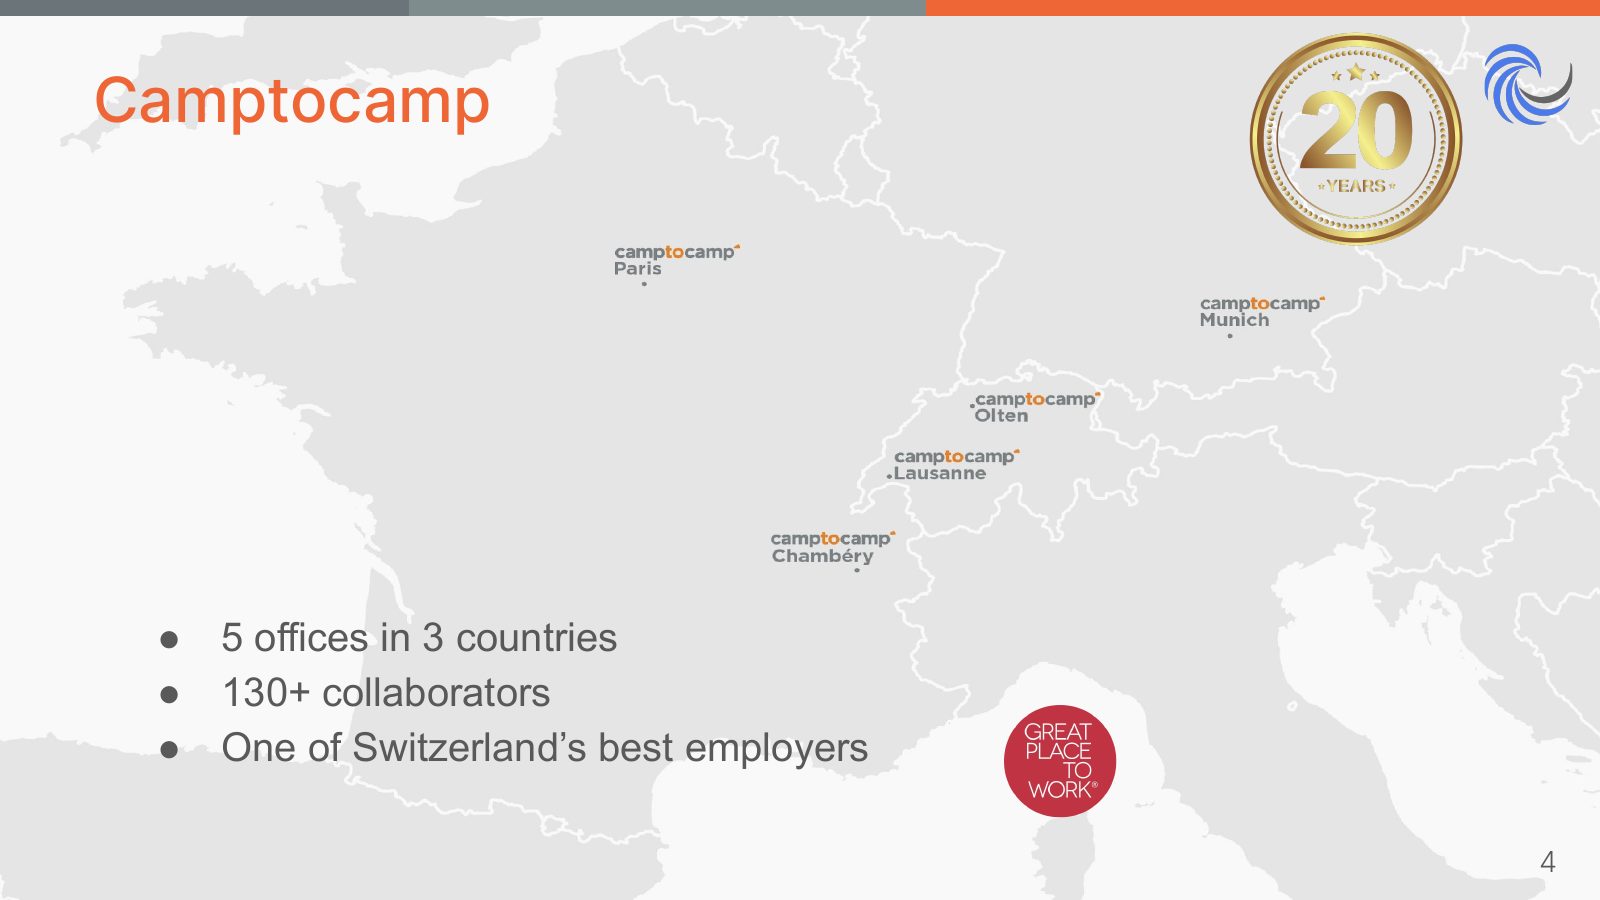 Camptocamp
20
YEARS
camptocamp
Paris
camptocamp
Munich
camptocamp
Olten
camptocamp
Lausanne
camptocamp
Chambéry
● 5 offices in 3 countries
● 130+ collaborators
● One of Switzerland’s best employers
GREAT
PLACE
TO
WORK®
4